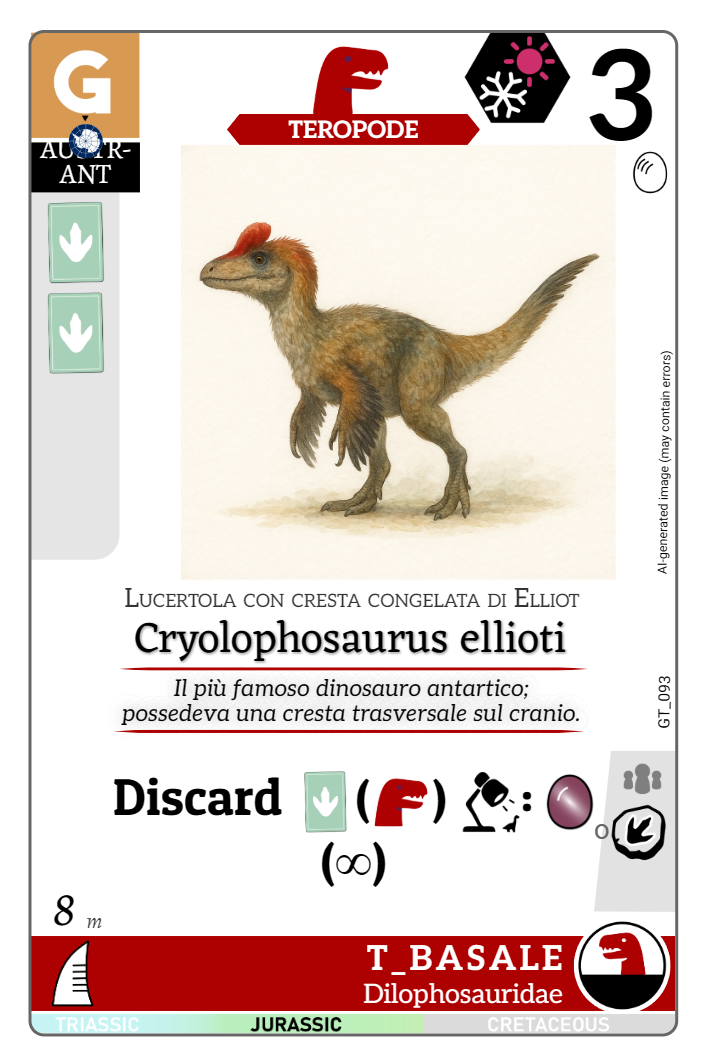 G
AUSTR-
ANT
TEROPODE
3
AI-generated image (may contain errors)
LUCERTOLA CON CRESTA CONGELATA DI ELLIOT
Cryolophosaurus ellioti
Il più famoso dinosauro antartico;
possedeva una cresta trasversale sul cranio.
GT_093
Discard ( ) : o
(∞)
8 m
T_BASALE
Dilophosauridae
TRIASSIC JURASSIC CRETACEOUS